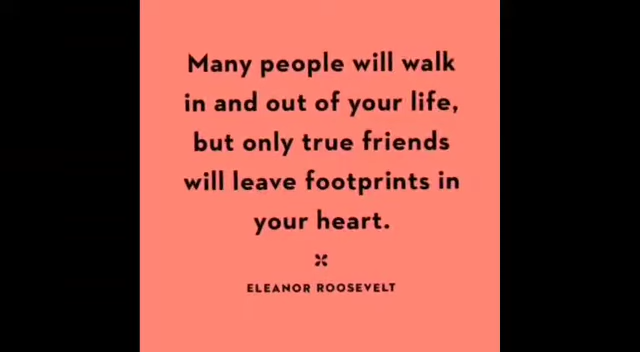 Many people will walk
in and out of your life,
but only true friends
will leave footprints in
your heart.
ELEANOR ROOSEVELT